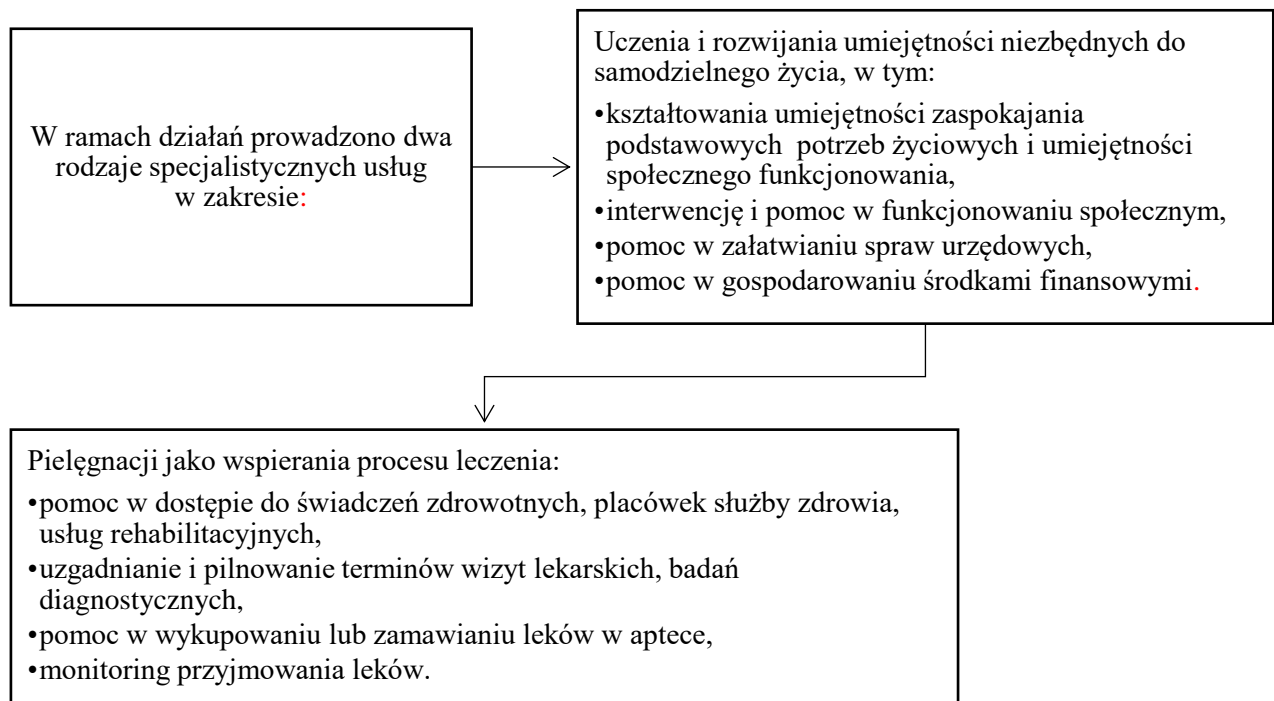 W ramach działań prowadzono dwa
rodzaje specjalistycznych usług
w zakresie:
Uczenia i rozwijania umiejętności niezbędnych do
samodzielnego życia, w tym:
•kształtowania umiejętności zaspokajania
podstawowych potrzeb życiowych i umiejętności
społecznego funkcjonowania,
•interwencję i pomoc w funkcjonowaniu społecznym,
•pomoc w załatwianiu spraw urzędowych,
•pomoc w gospodarowaniu środkami finansowymi.
Pielęgnacji jako wspierania procesu leczenia:
•pomoc w dostępie do świadczeń zdrowotnych, placówek służby zdrowia,
usług rehabilitacyjnych,
•uzgadnianie i pilnowanie terminów wizyt lekarskich, badań
diagnostycznych,
•pomoc w wykupowaniu lub zamawianiu leków w aptece,
•monitoring przyjmowania leków.